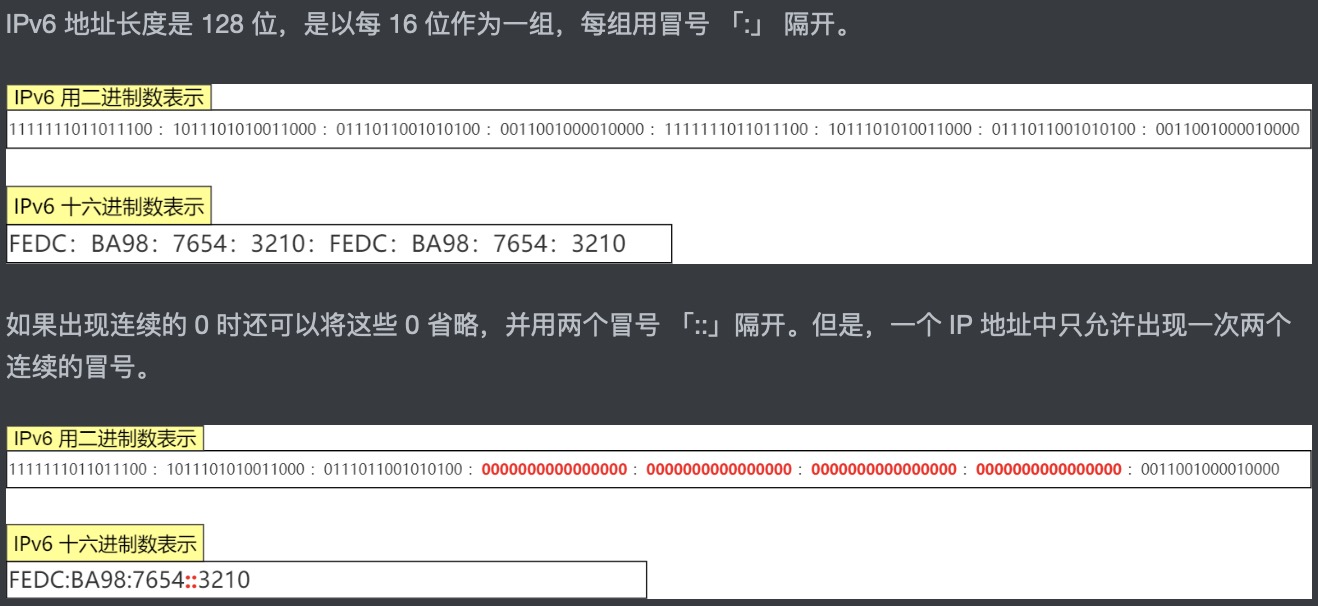 IPv6 地址长度是 128 位，是以每 16 位作为一组，每组用冒号 「:」 隔开。
IPv6 用二进制数表示
1111111011011100 : 1011101010011000 : 0111011001010100 : 0011001000010000 : 1111111011011100 : 1011101010011000 : 0111011001010100 : 0011001000010000
IPv6 十六进制数表示
FEDC：BA98：7654：3210：FEDC：BA98：7654：3210
如果出现连续的 0 时还可以将这些 0 省略，并用两个冒号 「::」隔开。但是，一个 IP 地址中只允许出现一次两个
连续的冒号。
IPv6 用二进制数表示
1111111011011100 : 1011101010011000 : 0111011001010100 : 0000000000000000 : 0000000000000000 : 0000000000000000 : 0000000000000000 : 0011001000010000
IPv6 十六进制数表示
FEDC:BA98:7654::3210